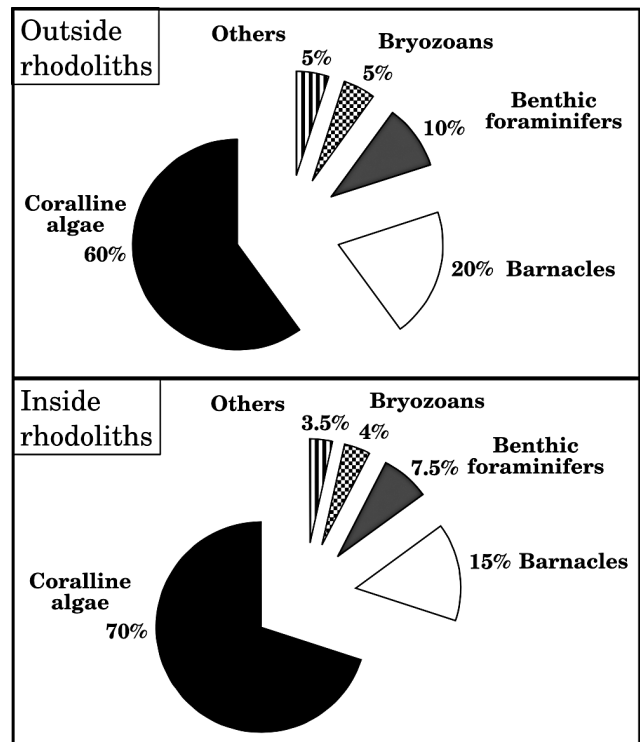 Outside
rhodoliths
Others
5%
Bryozoans
5%
Benthic
foraminifers
10%
Coralline
algae
60%
20% Barnacles
Inside
rhodoliths
Others
3.5%
Bryozoans
4%
Benthic
foraminifers
7.5%
Coralline
algae
70%
15% Barnacles